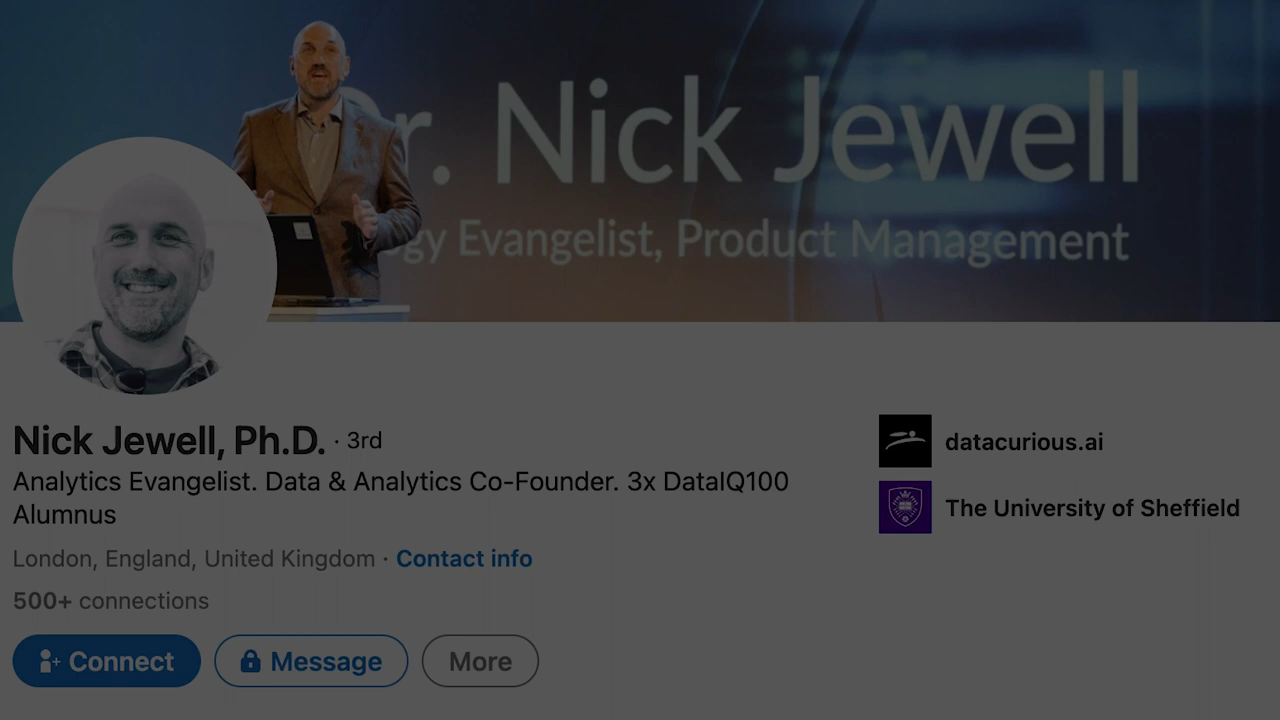 r. Nick Jewell
gy Evangelist, Product Management
Nick Jewell, Ph.D. · 3rd
Analytics Evangelist. Data & Analytics Co-Founder. 3x DataIQ100
Alumnus
London, England, United Kingdom · Contact info
500+ connections
Connect
Message
More
datacurious.ai
The University of Sheffield